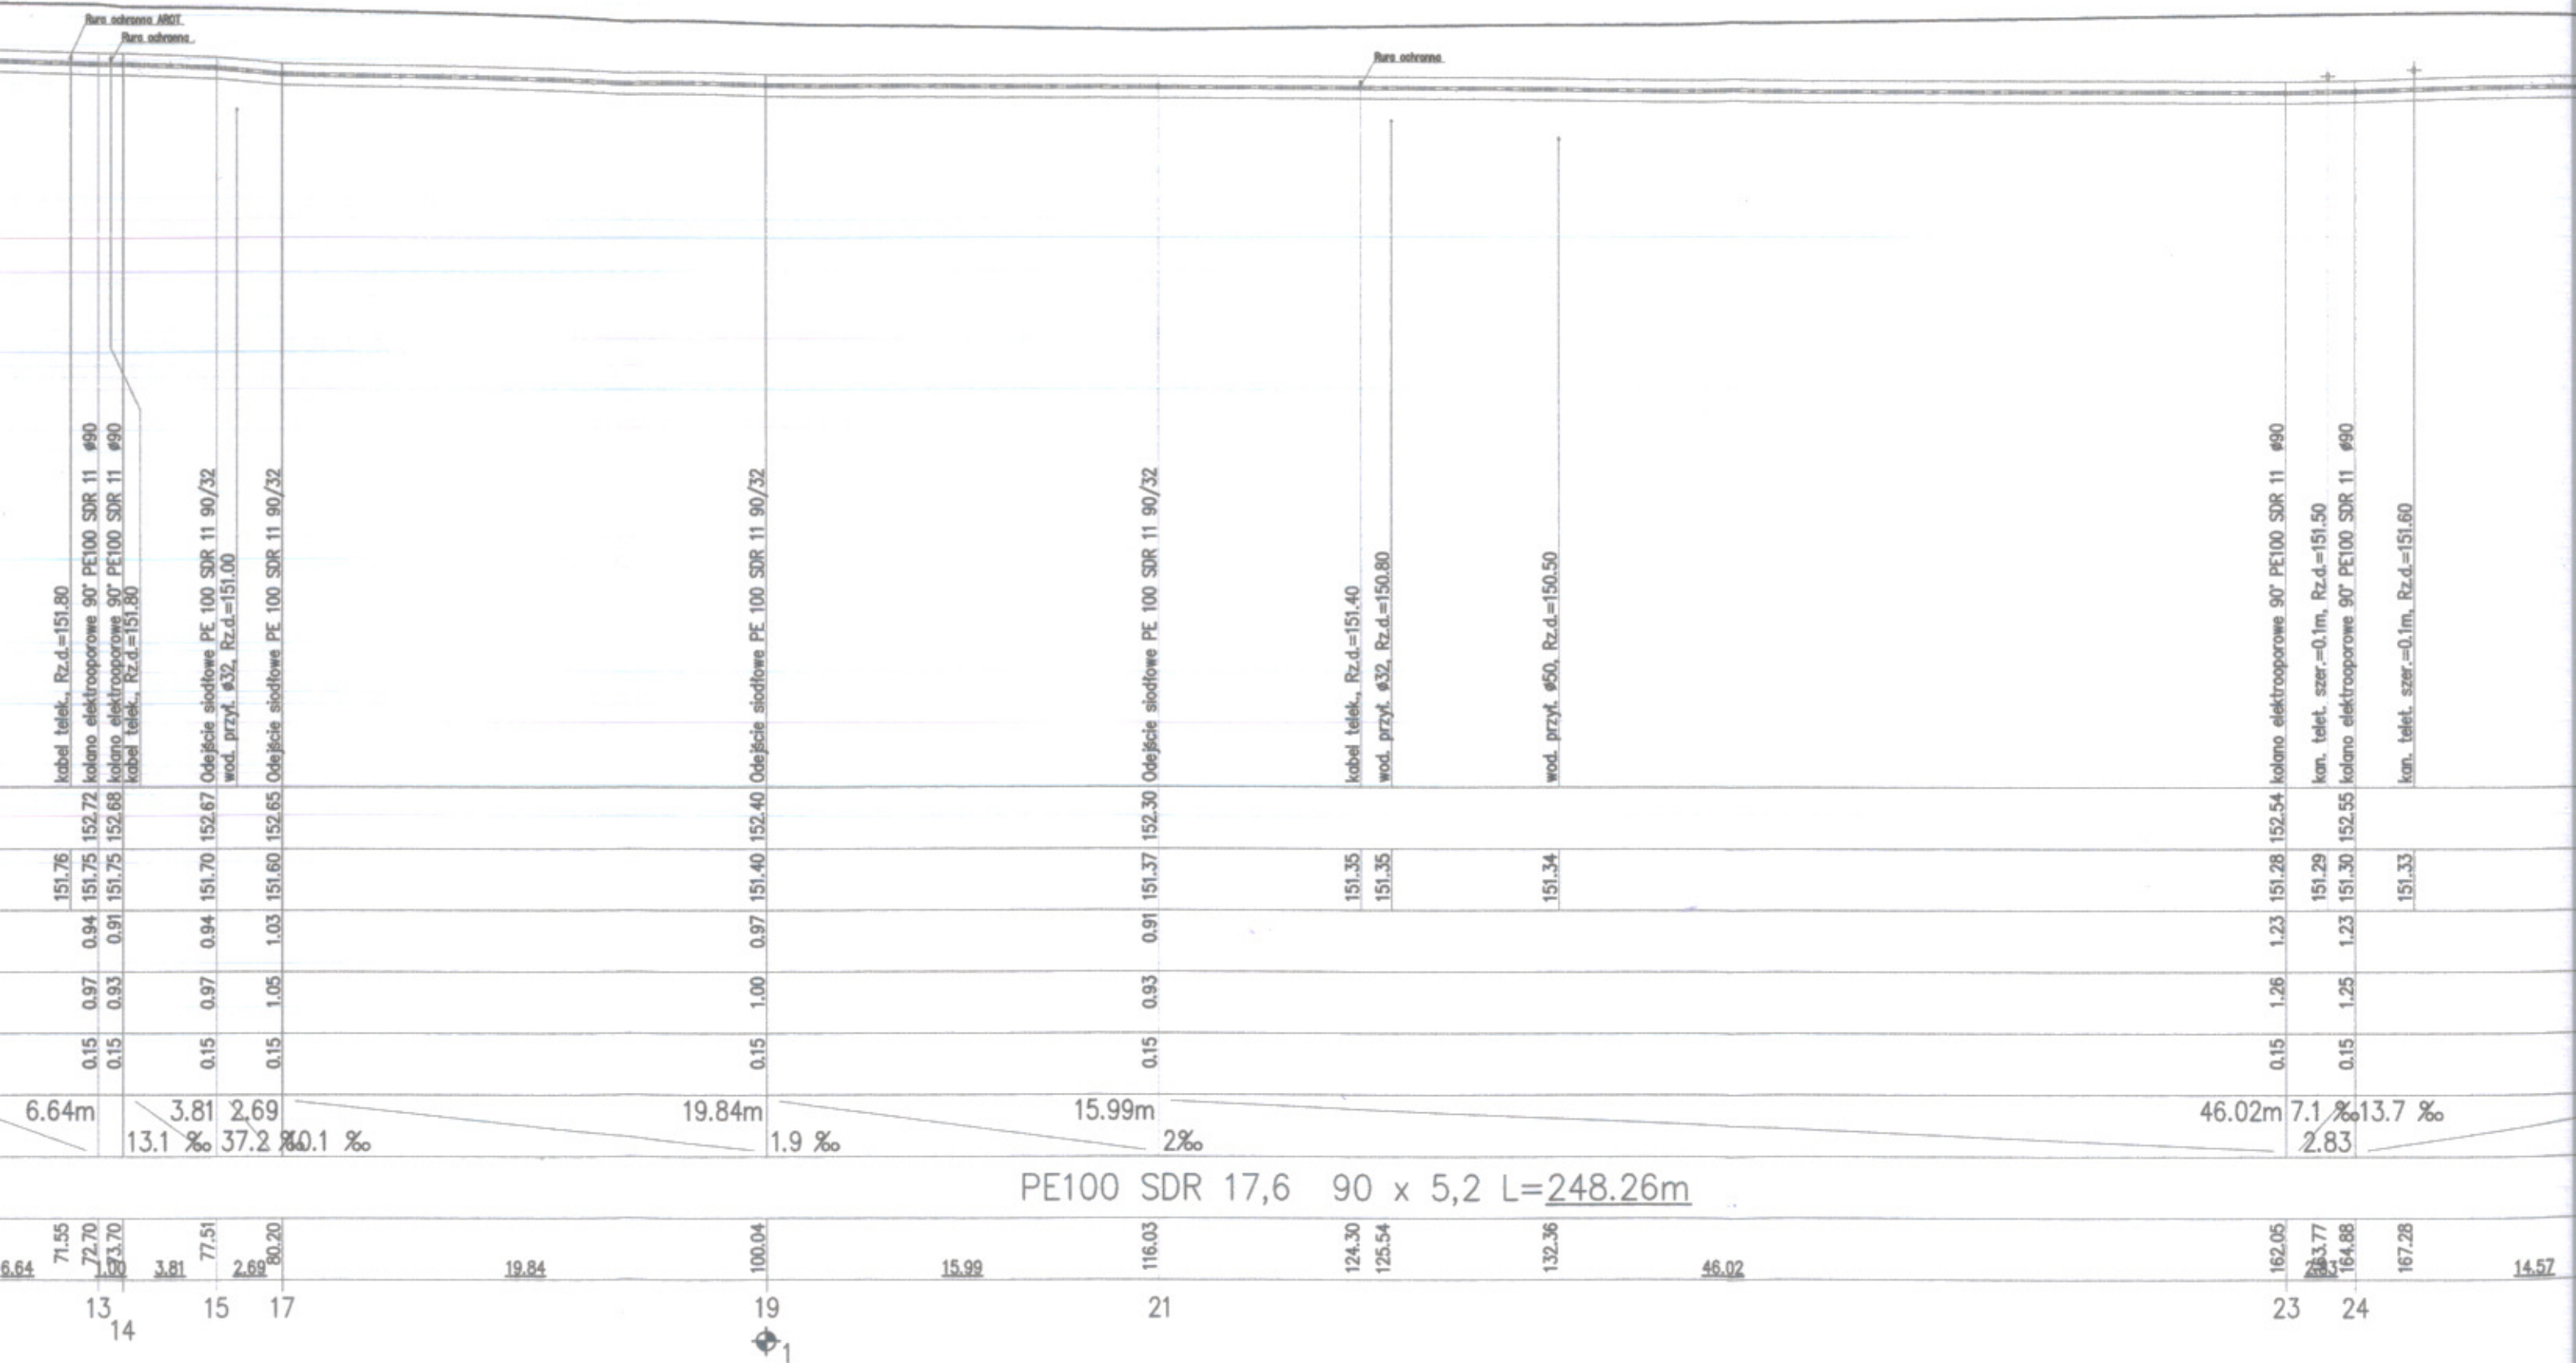 Rura ochronna AROT
Rura ochronna
Rura ochronna
kabel telek., Rz.d.=151.80
kolano elektrooporowe 90° PE100 SDR 11 ø90
kolano elektrooporowe 90° PE100 SDR 11 ø90
kabel telek., Rz.d.=151.80
Odejście siodłowe PE 100 SDR 11 90/32
wod. przył. ø32, Rz.d.=151.00
Odejście siodłowe PE 100 SDR 11 90/32
Odejście siodłowe PE 100 SDR 11 90/32
Odejście siodłowe PE 100 SDR 11 90/32
kabel telek., Rz.d.=151.40
wod. przył. ø32, Rz.d.=150.80
wod. przył. ø50, Rz.d.=150.50
kolano elektrooporowe 90° PE100 SDR 11 ø90
kan. telet. szer.=0.1m, Rz.d.=151.50
kolano elektrooporowe 90° PE100 SDR 11 ø90
kan. telet. szer.=0.1m, Rz.d.=151.60
152.72 152.68 152.67 152.65 152.40 152.30 152.54 152.55
151.76 151.75 151.75 151.70 151.60 151.40 151.37 151.35 151.35 151.34 151.28 151.29 151.30 151.33
0.94 0.91 0.94 1.03 0.97 0.91 1.23 1.23
0.97 0.93 0.97 1.05 1.00 0.93 1.26 1.25
0.15 0.15 0.15 0.15 0.15 0.15 0.15 0.15
6.64m 3.81 2.69 19.84m 15.99m 46.02m 7.1 ‰ 13.7 ‰
13.1 ‰ 37.2 ‰ 10.1 ‰ 1.9 ‰ 2‰ 2.83
PE100 SDR 17,6 90 x 5,2 L=248.26m
71.55 72.70 73.70 77.51 80.20 100.04 116.03 124.30 125.54 132.36 162.05 163.77 164.88 167.28
6.64 1.00 3.81 2.69 19.84 15.99 46.02 2.83 14.57
13 15 17 19 21 23 24
14
1